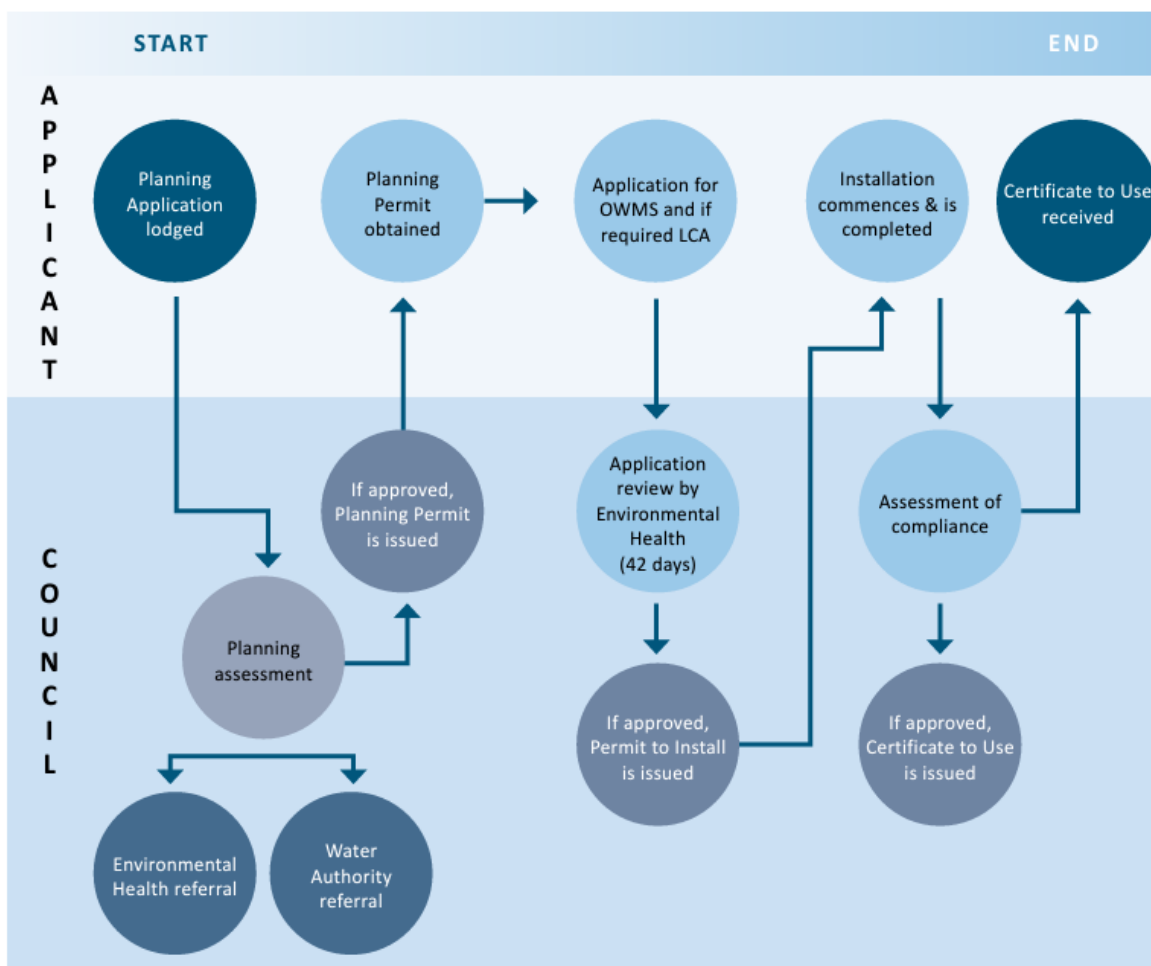 START
END
APPLICANT
Planning
Application
lodged
Planning
Permit
obtained
Application for
OWMS and if
required LCA
Installation
commences & is
completed
Certificate to Use
received
COUNCIL
If approved,
Planning Permit
is issued
Application
review by
Environmental
Health
(42 days)
Assessment of
compliance
Planning
assessment
If approved,
Permit to Install
is issued
If approved,
Certificate to Use
is issued
Environmental
Health referral
Water
Authority
referral